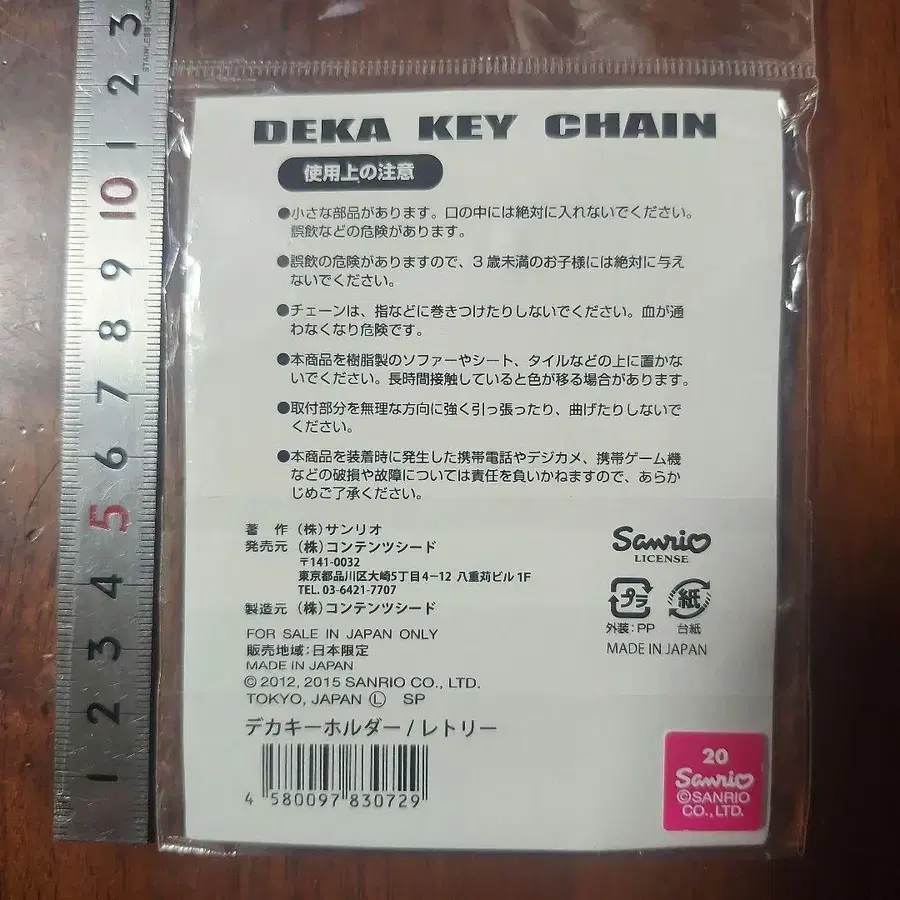 DEKA KEY CHAIN
使用上の注意
●小さな部品があります。口の中には絶対に入れないでください。
誤飲などの危険があります。
●誤飲の危険がありますので、3歳未満のお子様には絶対に与え
ないでください。
●チェーンは、指などに巻きつけたりしないでください。血が通
わなくなり危険です。
●本商品を樹脂製のソファーやシート、タイルなどの上に置かな
いでください。長時間接触していると色が移る場合があります。
●取付部分を無理な方向に強く引っ張ったり、曲げたりしないで
ください。
●本商品を装着時に発生した携帯電話やデジカメ、携帯ゲーム機
などの破損や故障については責任を負いかねますので、あらか
じめご了承ください。
著 作 (株)サンリオ
発売元 (株)コンテンツシード
〒141-0032
東京都品川区大崎5丁目4-12 八重苅ビル1F
TEL. 03-6421-7707
製造元 (株)コンテンツシード
FOR SALE IN JAPAN ONLY
販売地域:日本限定
MADE IN JAPAN
©2012, 2015 SANRIO CO., LTD.
TOKYO, JAPAN Ⓛ SP
デカキーホルダー/レトリー
4 580097 830729
Sanrio
LICENSE
プラ
紙
外装:PP
台紙
MADE IN JAPAN
20
Sanrio
©SANRIO
CO.,LTD.
3
2
1
10
9
8
7
6
5
4
3
2
1